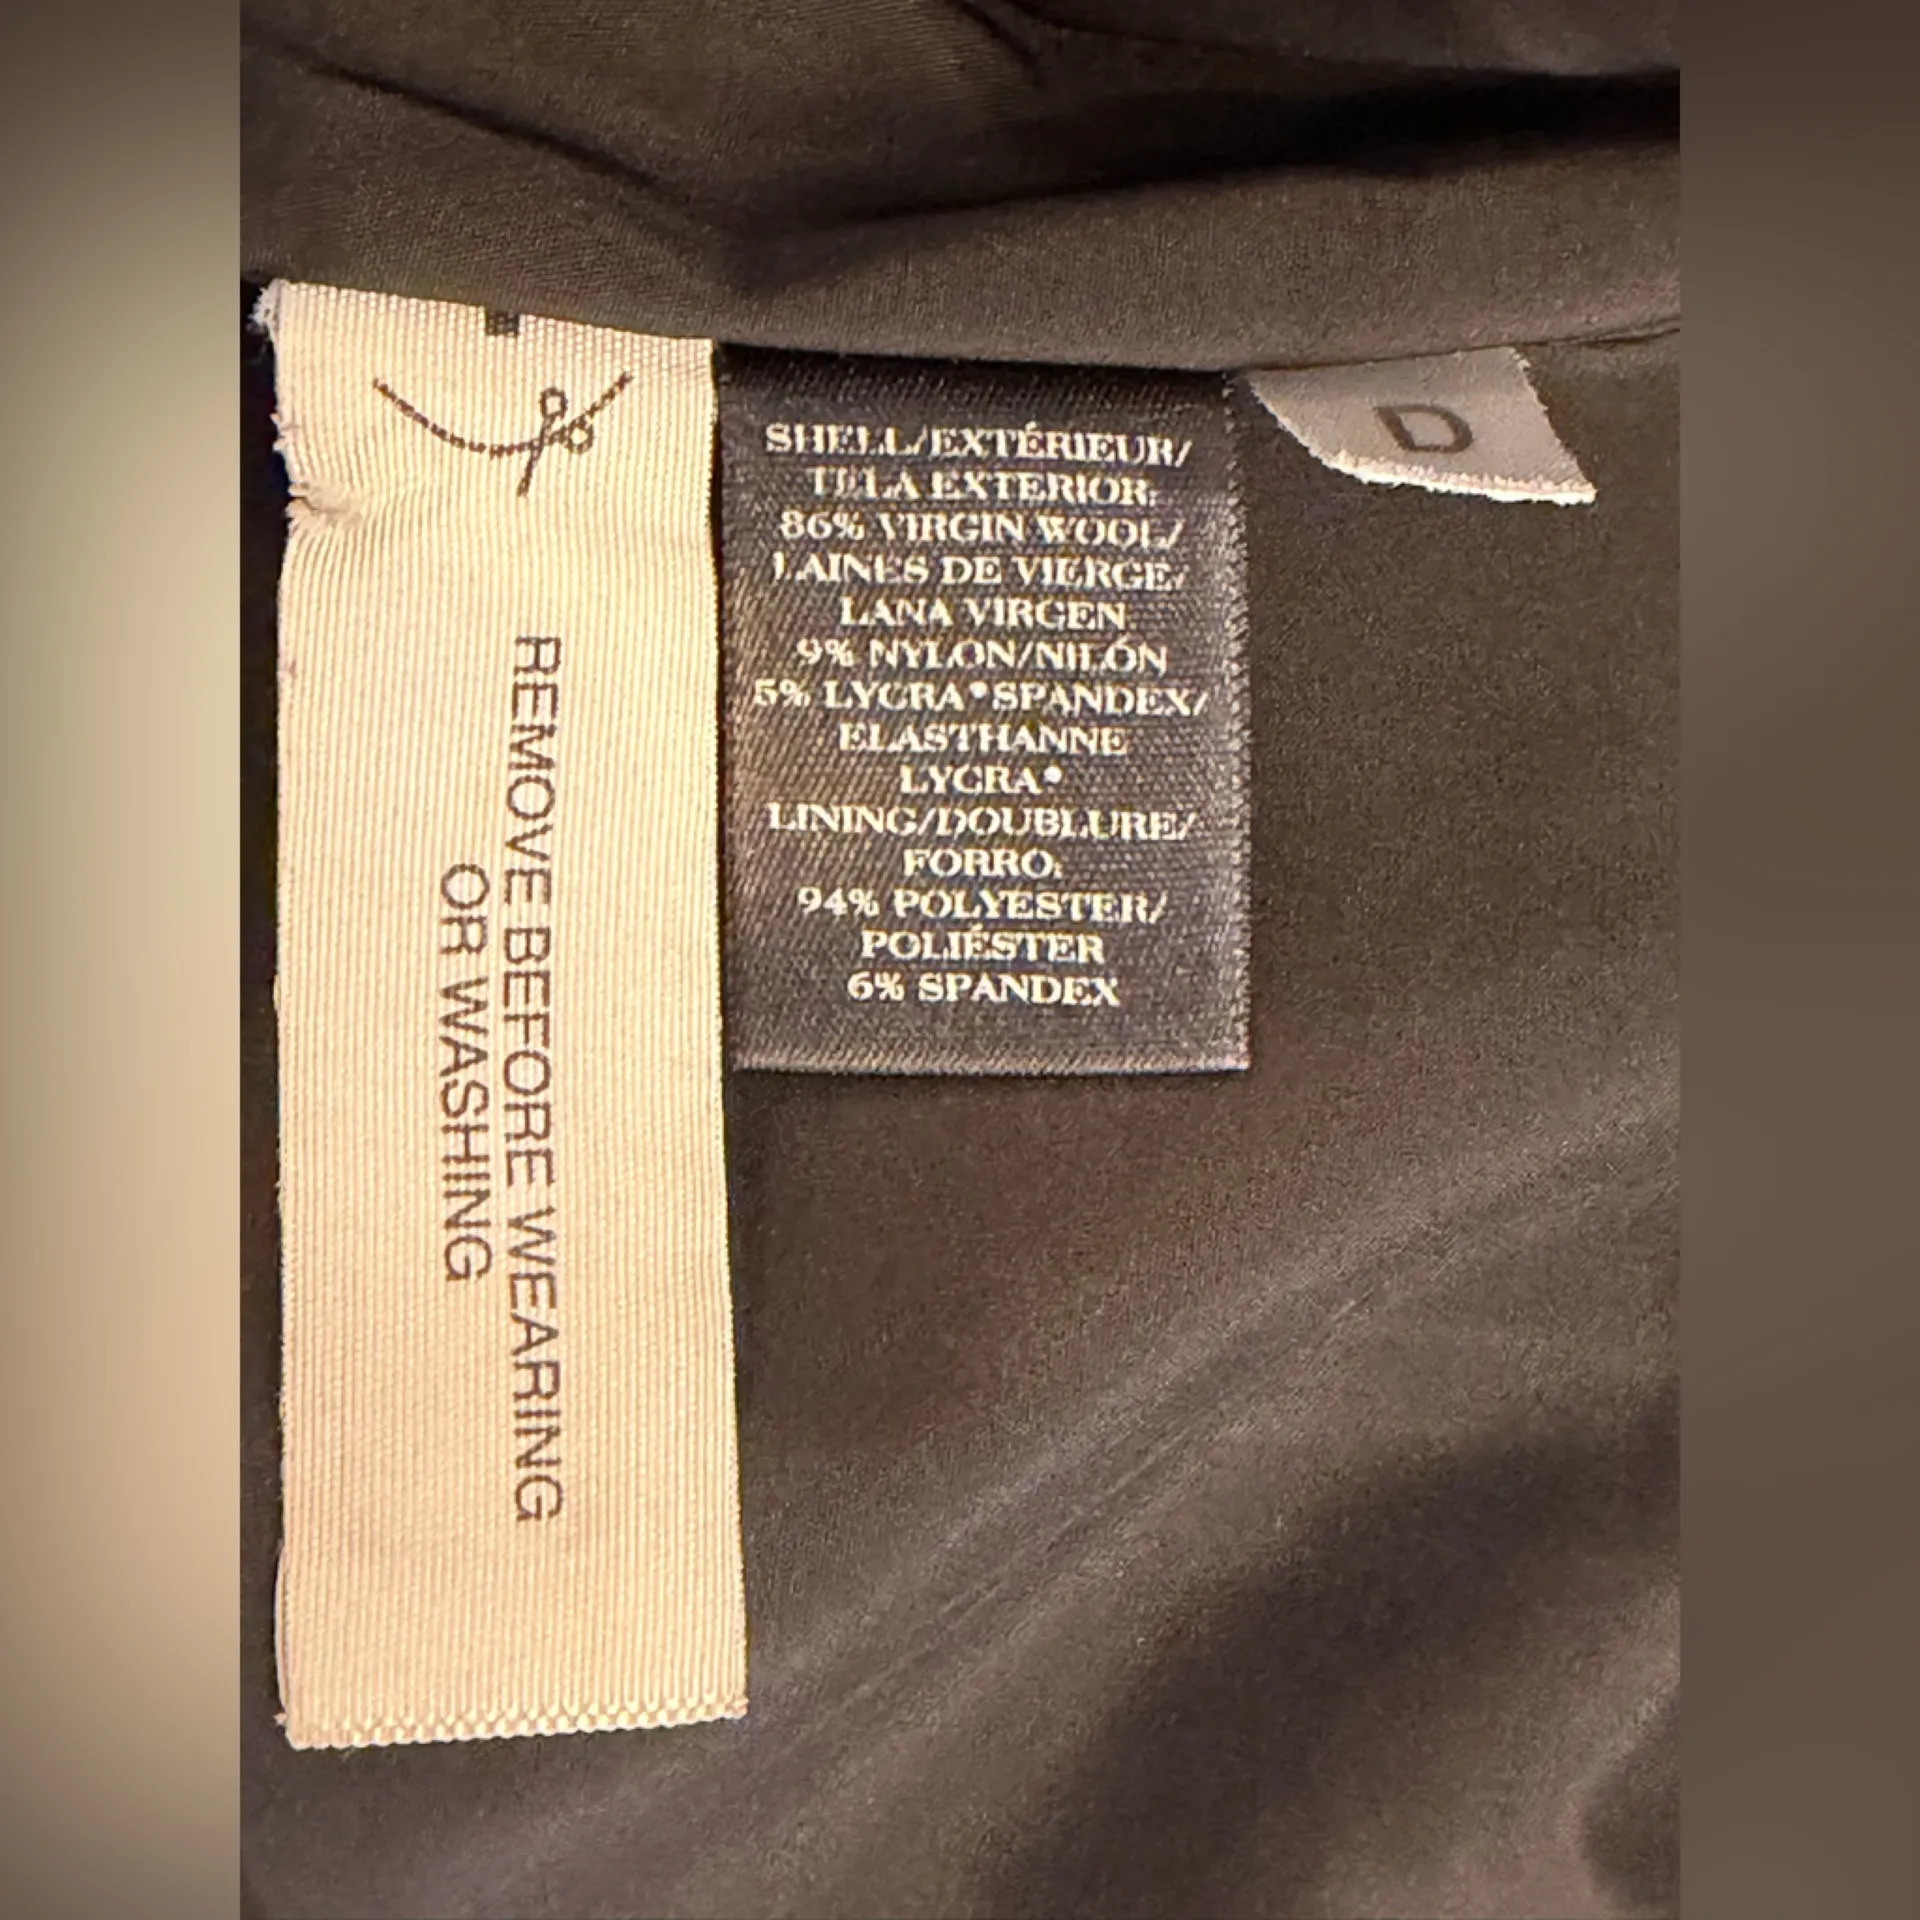 REMOVE BEFORE WEARING
OR WASHING
SHELL/EXTÉRIEUR/
TELA EXTERIOR:
86% VIRGIN WOOL/
LAINES DE VIERGE/
LANA VIRGEN
9% NYLON/NILÓN
5% LYCRA® SPANDEX/
ELASTHANNE
LYCRA®
LINING/DOUBLURE/
FORRO:
94% POLYESTER/
POLIÉSTER
6% SPANDEX
D